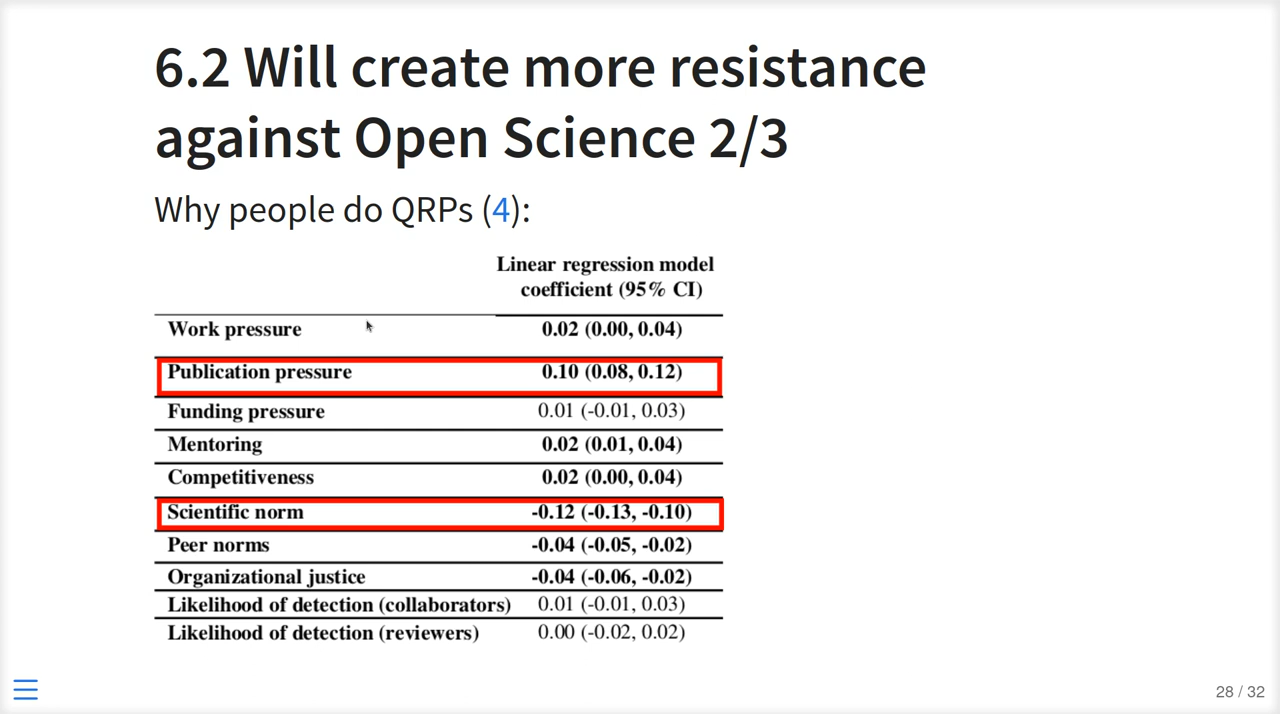 6.2 Will create more resistance
against Open Science 2/3
Why people do QRPs (4):
Linear regression model
coefficient (95% CI)
Work pressure 0.02 (0.00, 0.04)
Publication pressure 0.10 (0.08, 0.12)
Funding pressure 0.01 (-0.01, 0.03)
Mentoring 0.02 (0.01, 0.04)
Competitiveness 0.02 (0.00, 0.04)
Scientific norm -0.12 (-0.13, -0.10)
Peer norms -0.04 (-0.05, -0.02)
Organizational justice -0.04 (-0.06, -0.02)
Likelihood of detection (collaborators) 0.01 (-0.01, 0.03)
Likelihood of detection (reviewers) 0.00 (-0.02, 0.02)
28 / 32